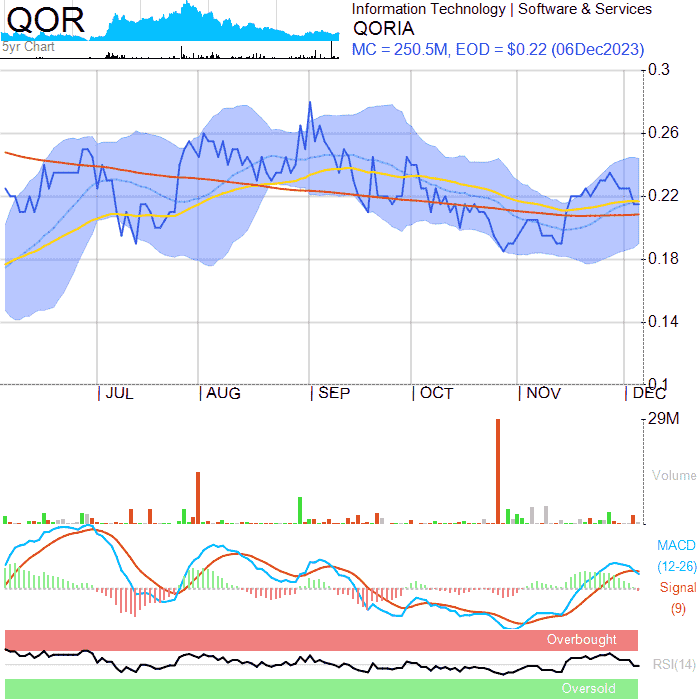 QOR
5yr Chart
Information Technology | Software & Services
QORIA
MC = 250.5M, EOD = $0.22 (06Dec2023)
0.3
0.26
0.22
0.18
0.14
0.1
JUL
AUG
SEP
OCT
NOV
DEC
29M
Volume
MACD
(12-26)
Signal
(9)
Overbought
RSI(14)
Oversold